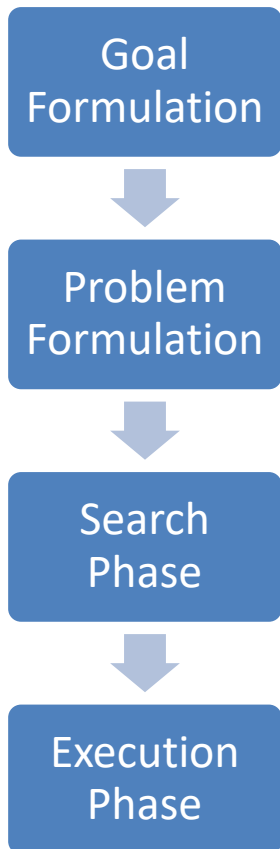 Goal
Formulation
Problem
Formulation
Search
Phase
Execution
Phase